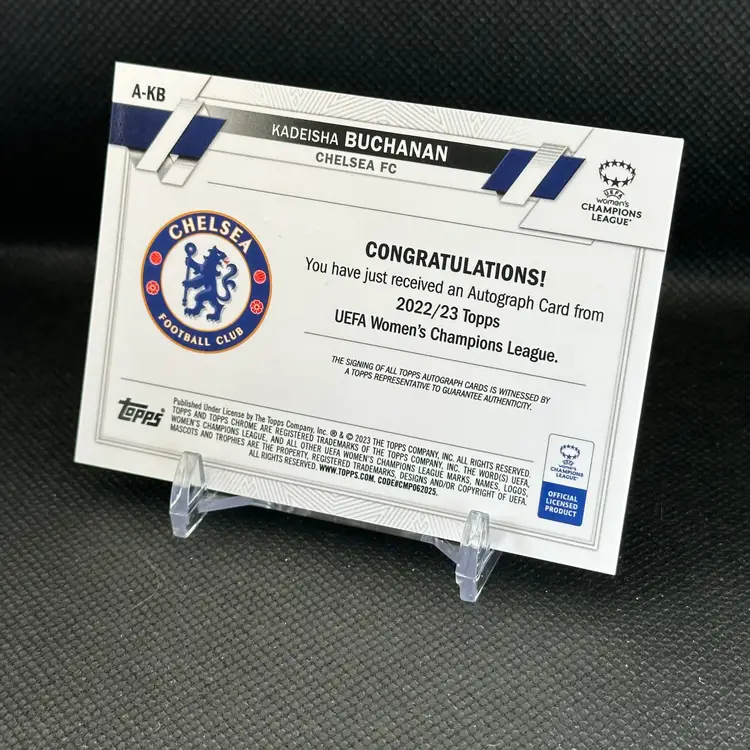 A-KB
KADEISHA BUCHANAN
CHELSEA FC
UEFA
women's
CHAMPIONS
LEAGUE
CHELSEA
FOOTBALL CLUB
CONGRATULATIONS!
You have just received an Autograph Card from
2022/23 Topps
UEFA Women's Champions League.
THE SIGNING OF ALL TOPPS AUTOGRAPH CARDS IS WITNESSED BY
A TOPPS REPRESENTATIVE TO GUARANTEE AUTHENTICITY.
topps®
Published Under License by The Topps Company, Inc. ® & © 2023 THE TOPPS COMPANY, INC. ALL RIGHTS RESERVED.
TOPPS AND TOPPS CHROME ARE REGISTERED TRADEMARKS OF THE TOPPS COMPANY, INC. THE WORD(S) UEFA,
WOMEN'S CHAMPIONS LEAGUE, AND ALL OTHER UEFA WOMEN'S CHAMPIONS LEAGUE MARKS, NAMES, LOGOS,
MASCOTS AND TROPHIES ARE THE PROPERTY, REGISTERED TRADEMARKS, DESIGNS AND/OR COPYRIGHT OF UEFA.
ALL RIGHTS RESERVED. WWW.TOPPS.COM. CODE#CMP062025.
women's
CHAMPIONS
LEAGUE
OFFICIAL
LICENSED
PRODUCT